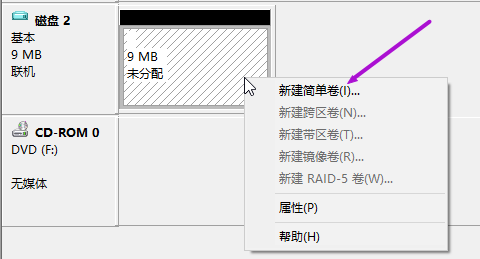 磁盘 2
基本
9 MB
联机
9 MB
未分配
新建简单卷(I)...
新建跨区卷(N)...
新建带区卷(T)...
新建镜像卷(R)...
新建 RAID-5 卷(W)...
属性(P)
帮助(H)
CD-ROM 0
DVD (F:)
无媒体